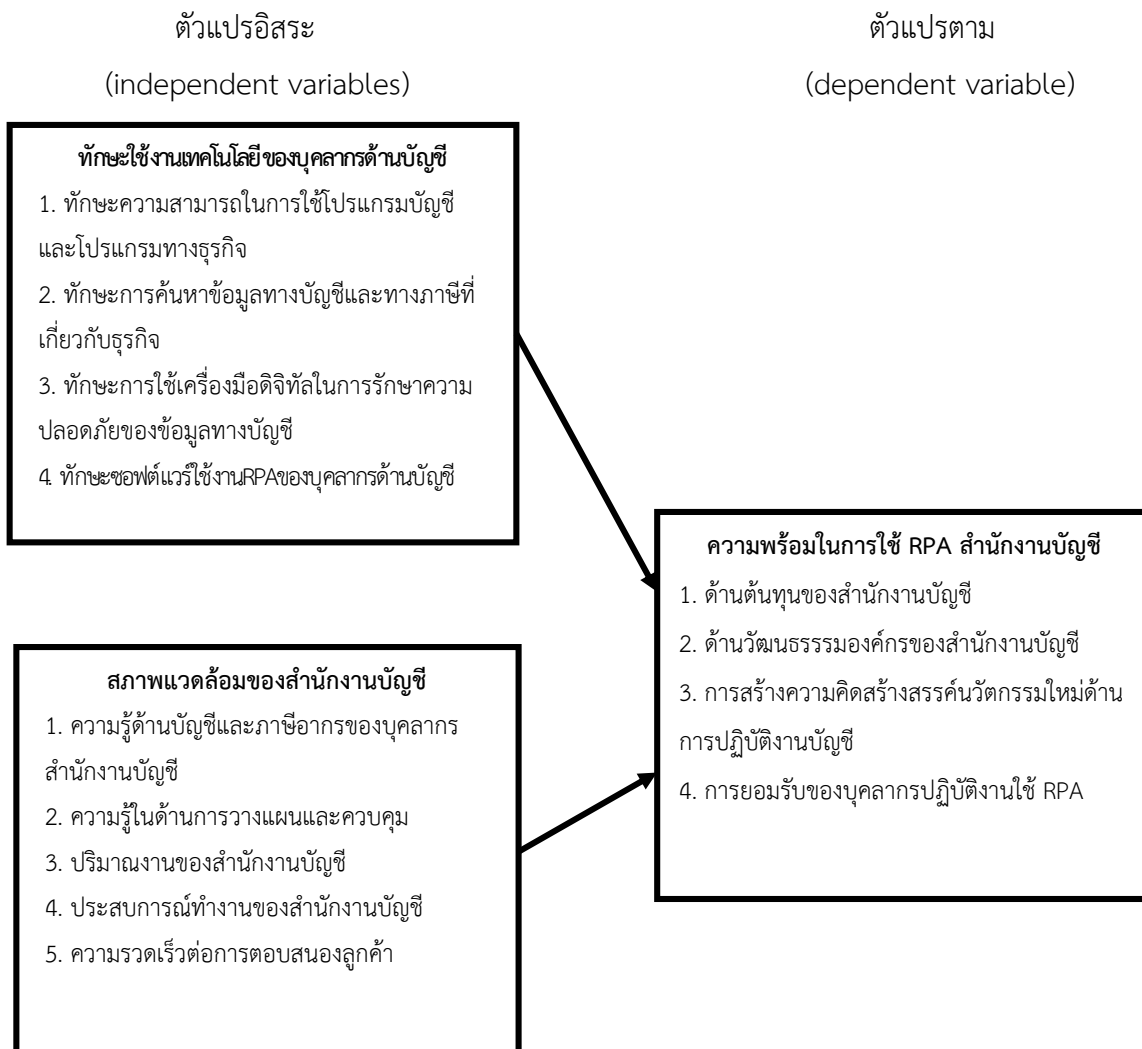 ตัวแปรอิสระ
(independent variables)
ตัวแปรตาม
(dependent variable)
ทักษะใช้งานเทคโนโลยีของบุคลากรด้านบัญชี
1. ทักษะความสามารถในการใช้โปรแกรมบัญชี
และโปรแกรมทางธุรกิจ
2. ทักษะการค้นหาข้อมูลทางบัญชีและทางภาษีที่
เกี่ยวกับธุรกิจ
3. ทักษะการใช้เครื่องมือดิจิทัลในการรักษาความ
ปลอดภัยของข้อมูลทางบัญชี
4. ทักษะซอฟต์แวร์ใช้งานRPAของบุคลากรด้านบัญชี
สภาพแวดล้อมของสำนักงานบัญชี
1. ความรู้ด้านบัญชีและภาษีอากรของบุคลากร
สำนักงานบัญชี
2. ความรู้ในด้านการวางแผนและควบคุม
3. ปริมาณงานของสำนักงานบัญชี
4. ประสบการณ์ทำงานของสำนักงานบัญชี
5. ความรวดเร็วต่อการตอบสนองลูกค้า
ความพร้อมในการใช้ RPA สำนักงานบัญชี
1. ด้านต้นทุนของสำนักงานบัญชี
2. ด้านวัฒนธรรรมองค์กรของสำนักงานบัญชี
3. การสร้างความคิดสร้างสรรค์นวัตกรรมใหม่ด้าน
การปฏิบัติงานบัญชี
4. การยอมรับของบุคลากรปฏิบัติงานใช้ RPA